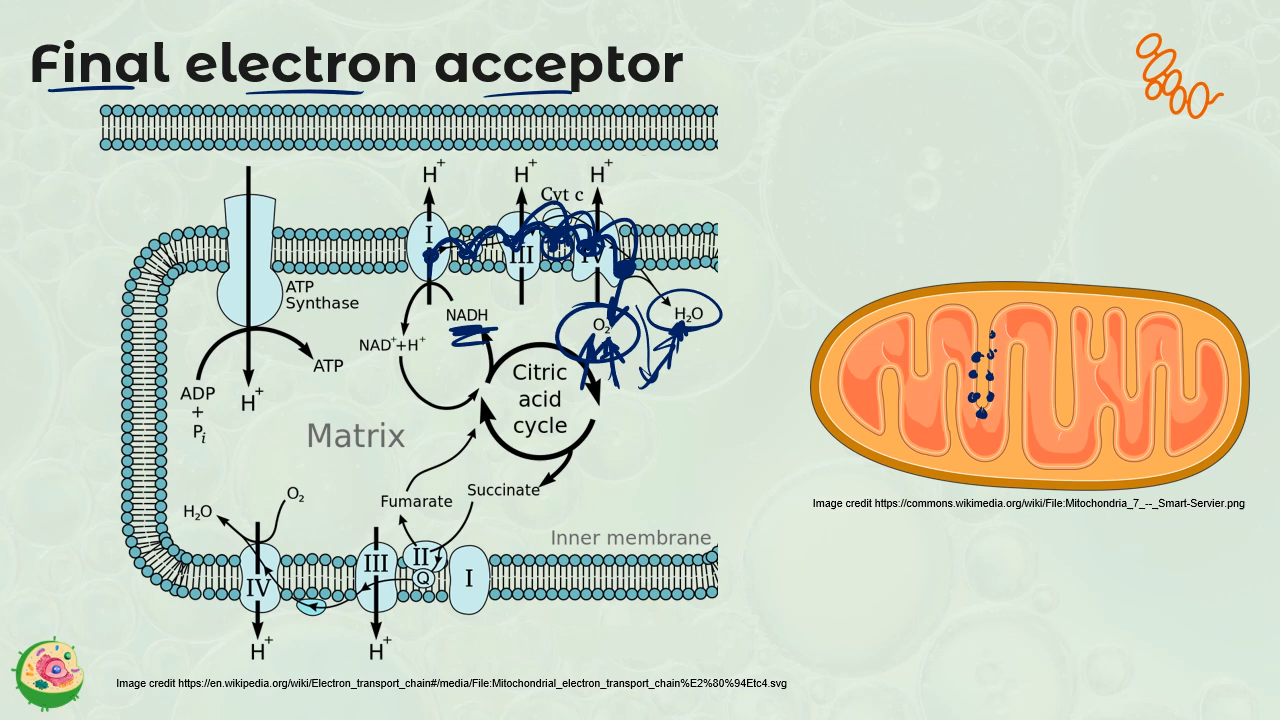 Final electron acceptor
H⁺
H⁺
H⁺
Cyt c
I
III
IV
ATP
Synthase
NADH
O₂
H₂O
NAD⁺+H⁺
ATP
ADP
+
Pᵢ
H⁺
Citric
acid
cycle
Matrix
O₂
H₂O
Fumarate
Succinate
Inner membrane
IV
III
II
Q
I
H⁺
H⁺
Image credit https://commons.wikimedia.org/wiki/File:Mitochondria_7_--_Smart-Servier.png
Image credit https://en.wikipedia.org/wiki/Electron_transport_chain#/media/File:Mitochondrial_electron_transport_chain%E2%80%94Etc4.svg